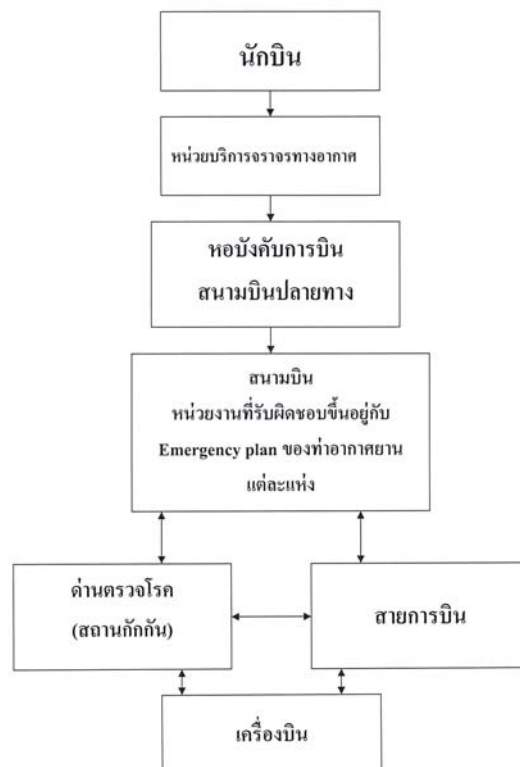 นักบิน
หน่วยบริการจราจรทางอากาศ
หอบังคับการบิน
สนามบินปลายทาง
สนามบิน
หน่วยงานที่รับผิดชอบขึ้นอยู่กับ
Emergency plan ของท่าอากาศยาน
แต่ละแห่ง
ด่านตรวจโรค
(สถานกักกัน)
สายการบิน
เครื่องบิน